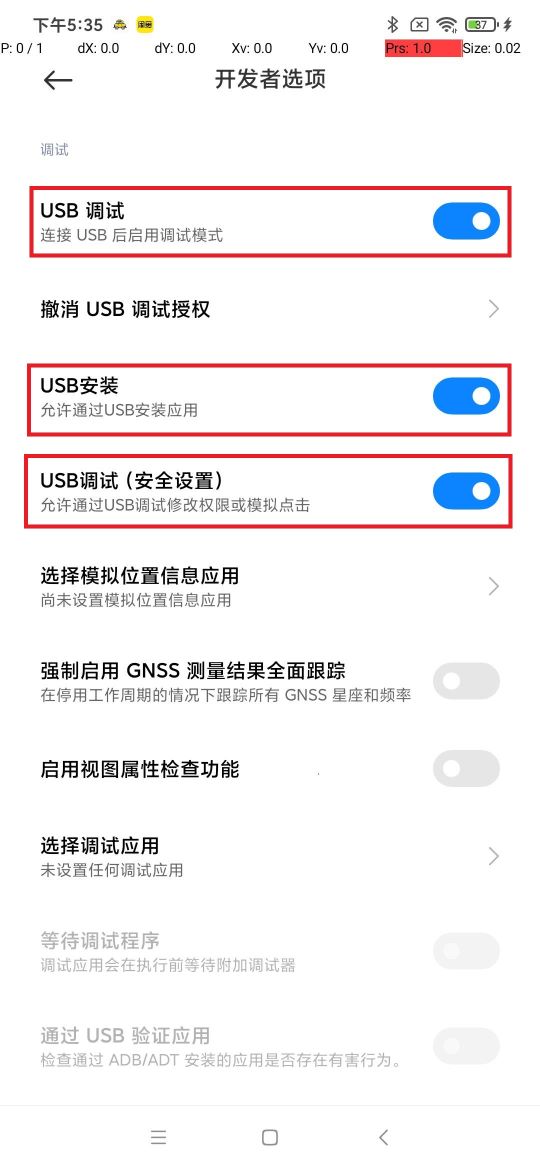 下午5:35 37
P: 0 / 1 dX: 0.0 dY: 0.0 Xv: 0.0 Yv: 0.0 Prs: 1.0 Size: 0.02
开发者选项
调试
USB 调试
连接 USB 后启用调试模式
撤消 USB 调试授权
USB安装
允许通过USB安装应用
USB调试（安全设置）
允许通过USB调试修改权限或模拟点击
选择模拟位置信息应用
尚未设置模拟位置信息应用
强制启用 GNSS 测量结果全面跟踪
在停用工作周期的情况下跟踪所有 GNSS 星座和频率
启用视图属性检查功能
选择调试应用
未设置任何调试应用
等待调试程序
调试应用会在执行前等待附加调试器
通过 USB 验证应用
检查通过 ADB/ADT 安装的应用是否存在有害行为。